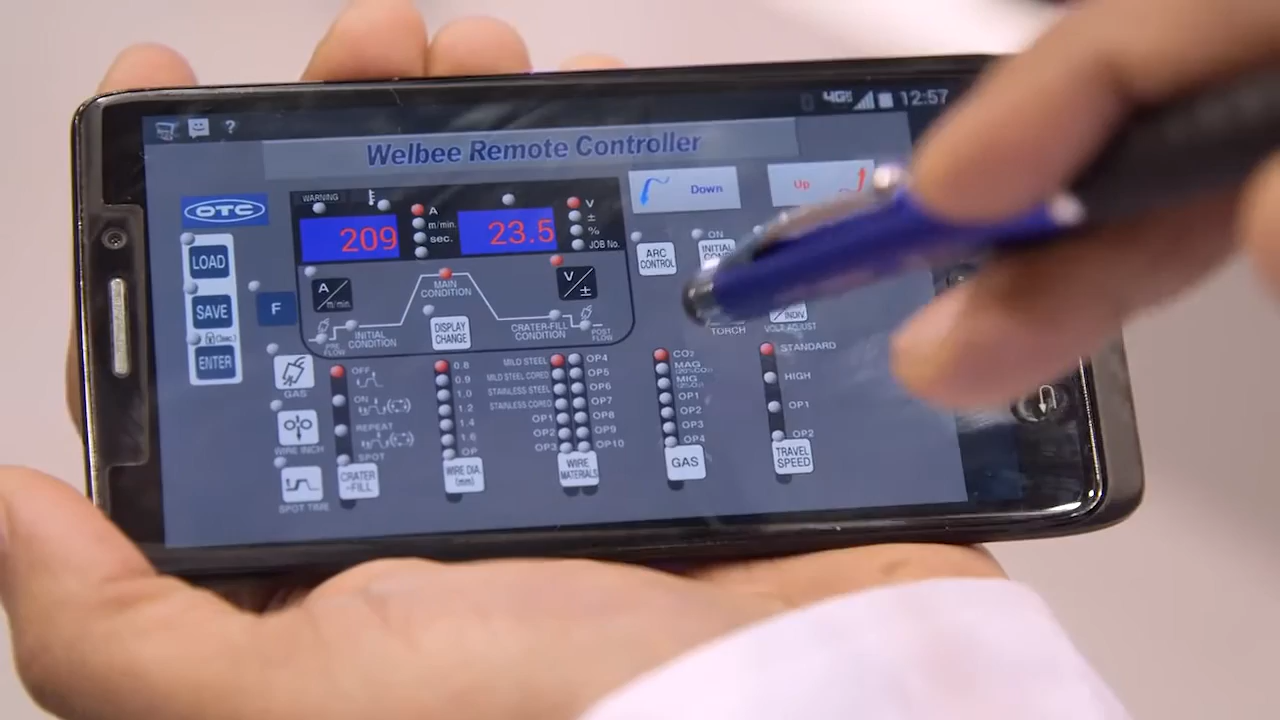 ? 4G 12:57
Welbee Remote Controller
OTC
LOAD
SAVE
ENTER
F
WARNING
209
A
m/min.
sec.
23.5
V
±
%
JOB No.
Down
Up
ARC
CONTROL
ON
INITIAL
A
m/min
MAIN
CONDITION
V
±
INITIAL
CONDITION
DISPLAY
CHANGE
CRATER-FILL
CONDITION
PRE
FLOW
POST
FLOW
TORCH
/INDIV
VOLT ADJUST
GAS
WIRE INCH
SPOT TIME
OFF
ON
REPEAT
SPOT
CRATER
-FILL
0.8
0.9
1.0
1.2
1.4
1.6
OP
WIRE DIA.
(mm)
MILD STEEL
MILD STEEL CORED
STAINLESS STEEL
STAINLESS CORED
OP1
OP2
OP3
OP4
OP5
OP6
OP7
OP8
OP9
OP10
WIRE
MATERIALS
CO2
MAG
MIG
OP1
OP2
OP3
OP4
GAS
STANDARD
HIGH
OP1
OP2
TRAVEL
SPEED